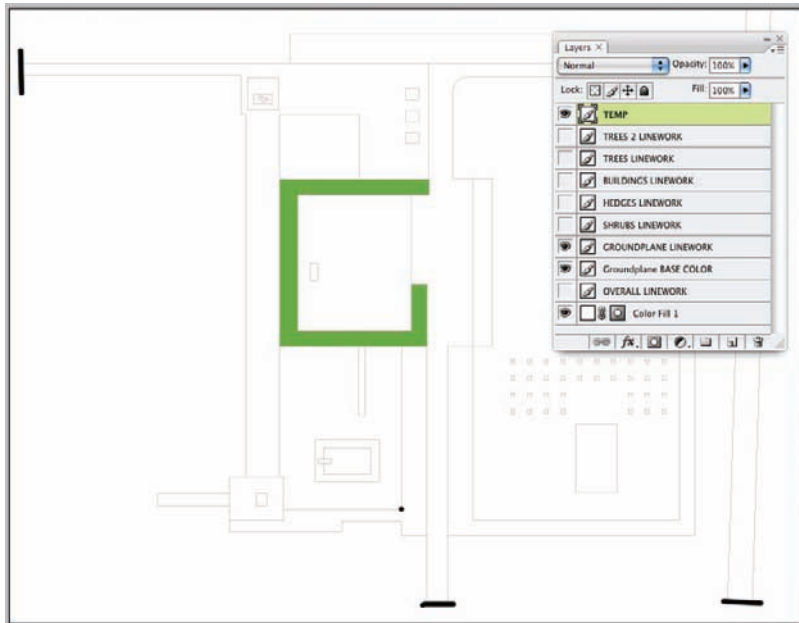 Layers ×
Normal Opacity: 100%
Lock: Fill: 100%
TEMP
TREES 2 LINEWORK
TREES LINEWORK
BUILDINGS LINEWORK
HEDGES LINEWORK
SHRUBS LINEWORK
GROUNDPLANE LINEWORK
Groundplane BASE COLOR
OVERALL LINEWORK
Color Fill 1
fx.